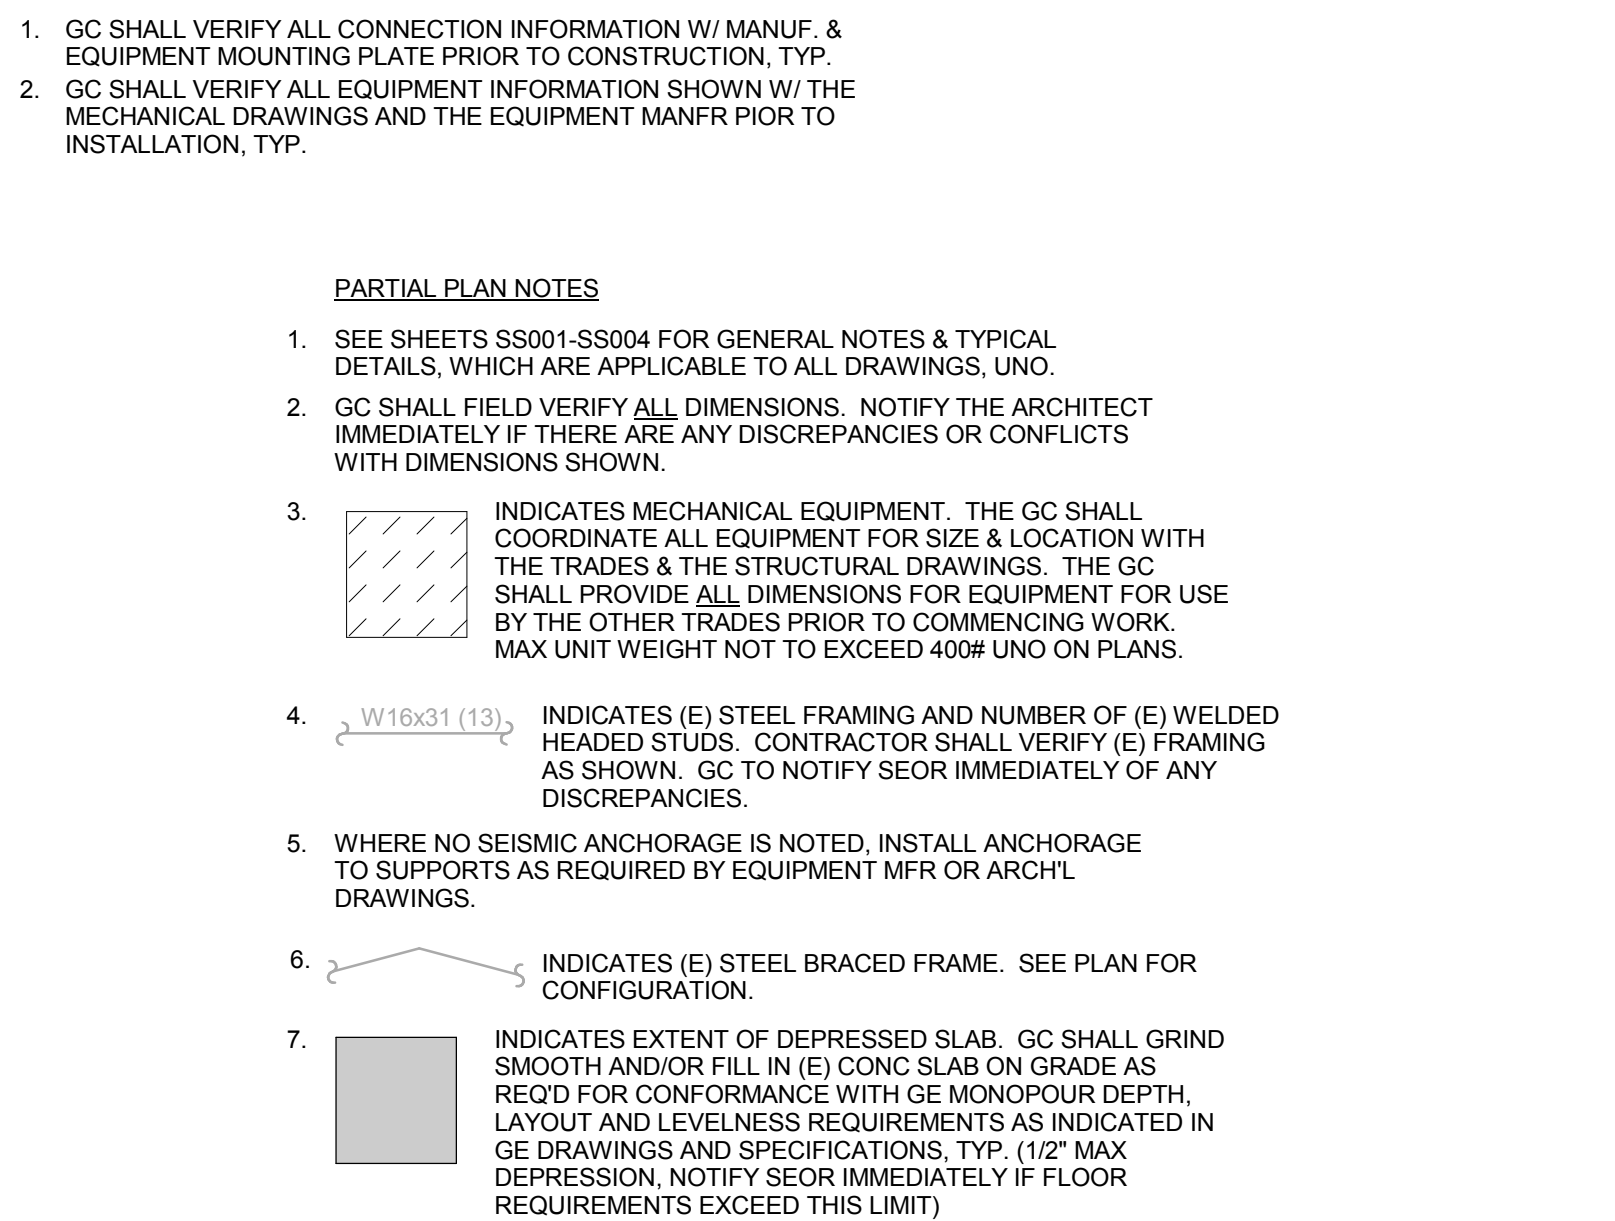 1. GC SHALL VERIFY ALL CONNECTION INFORMATION W/ MANUF. &
EQUIPMENT MOUNTING PLATE PRIOR TO CONSTRUCTION, TYP.
2. GC SHALL VERIFY ALL EQUIPMENT INFORMATION SHOWN W/ THE
MECHANICAL DRAWINGS AND THE EQUIPMENT MANFR PIOR TO
INSTALLATION, TYP.
PARTIAL PLAN NOTES
1. SEE SHEETS SS001-SS004 FOR GENERAL NOTES & TYPICAL
DETAILS, WHICH ARE APPLICABLE TO ALL DRAWINGS, UNO.
2. GC SHALL FIELD VERIFY ALL DIMENSIONS. NOTIFY THE ARCHITECT
IMMEDIATELY IF THERE ARE ANY DISCREPANCIES OR CONFLICTS
WITH DIMENSIONS SHOWN.
3. INDICATES MECHANICAL EQUIPMENT. THE GC SHALL
COORDINATE ALL EQUIPMENT FOR SIZE & LOCATION WITH
THE TRADES & THE STRUCTURAL DRAWINGS. THE GC
SHALL PROVIDE ALL DIMENSIONS FOR EQUIPMENT FOR USE
BY THE OTHER TRADES PRIOR TO COMMENCING WORK.
MAX UNIT WEIGHT NOT TO EXCEED 400# UNO ON PLANS.
4. W16x31 (13) INDICATES (E) STEEL FRAMING AND NUMBER OF (E) WELDED
HEADED STUDS. CONTRACTOR SHALL VERIFY (E) FRAMING
AS SHOWN. GC TO NOTIFY SEOR IMMEDIATELY OF ANY
DISCREPANCIES.
5. WHERE NO SEISMIC ANCHORAGE IS NOTED, INSTALL ANCHORAGE
TO SUPPORTS AS REQUIRED BY EQUIPMENT MFR OR ARCH'L
DRAWINGS.
6. INDICATES (E) STEEL BRACED FRAME. SEE PLAN FOR
CONFIGURATION.
7. INDICATES EXTENT OF DEPRESSED SLAB. GC SHALL GRIND
SMOOTH AND/OR FILL IN (E) CONC SLAB ON GRADE AS
REQ'D FOR CONFORMANCE WITH GE MONOPOUR DEPTH,
LAYOUT AND LEVELNESS REQUIREMENTS AS INDICATED IN
GE DRAWINGS AND SPECIFICATIONS, TYP. (1/2" MAX
DEPRESSION, NOTIFY SEOR IMMEDIATELY IF FLOOR
REQUIREMENTS EXCEED THIS LIMIT)